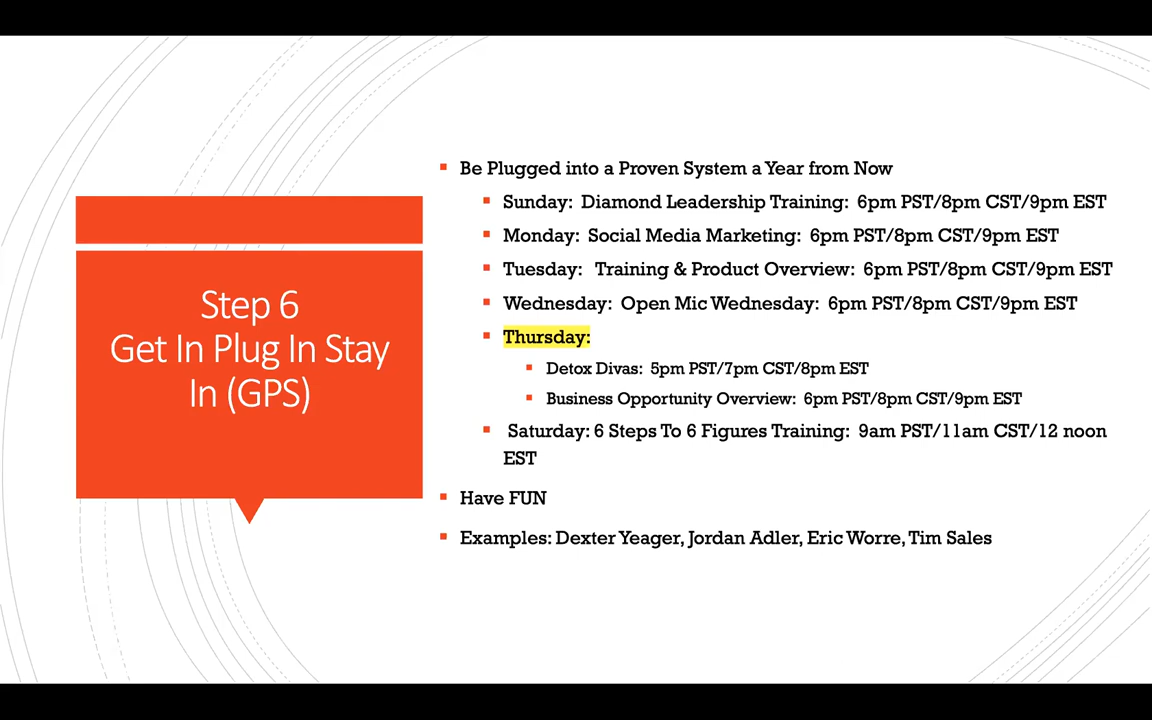 Step 6
Get In Plug In Stay
In (GPS)
Be Plugged into a Proven System a Year from Now
Sunday: Diamond Leadership Training: 6pm PST/8pm CST/9pm EST
Monday: Social Media Marketing: 6pm PST/8pm CST/9pm EST
Tuesday: Training & Product Overview: 6pm PST/8pm CST/9pm EST
Wednesday: Open Mic Wednesday: 6pm PST/8pm CST/9pm EST
Thursday:
Detox Divas: 5pm PST/7pm CST/8pm EST
Business Opportunity Overview: 6pm PST/8pm CST/9pm EST
Saturday: 6 Steps To 6 Figures Training: 9am PST/11am CST/12 noon
EST
Have FUN
Examples: Dexter Yeager, Jordan Adler, Eric Worre, Tim Sales